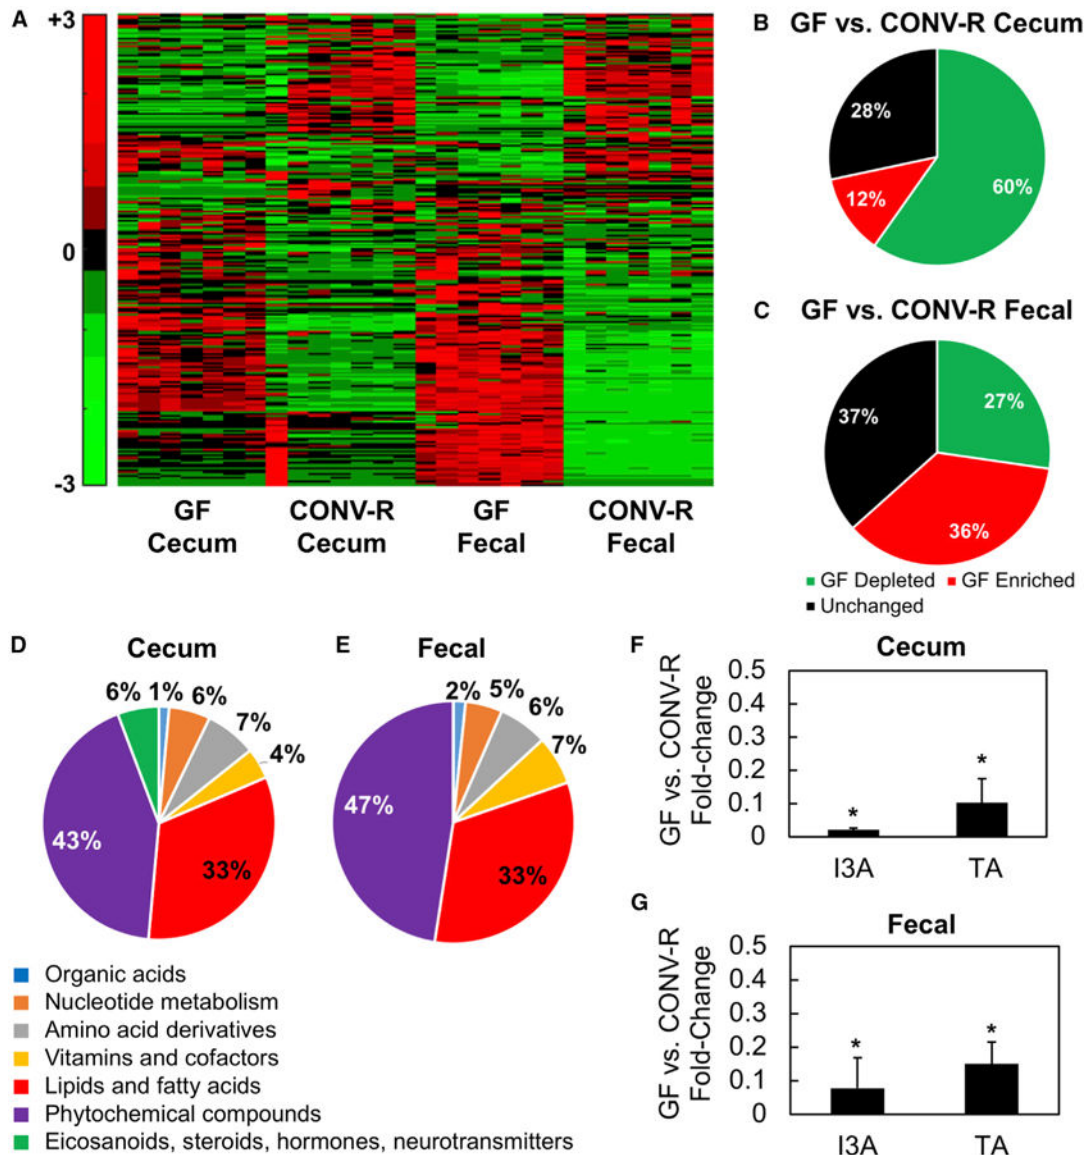 A
+3
0
-3
GF
Cecum
CONV-R
Cecum
GF
Fecal
CONV-R
Fecal
B GF vs. CONV-R Cecum
28%
12%
60%
C GF vs. CONV-R Fecal
37%
27%
36%
GF Depleted GF Enriched
Unchanged
D Cecum
6% 1% 6%
7%
4%
43%
33%
E Fecal
2% 5%
6%
7%
47%
33%
Organic acids
Nucleotide metabolism
Amino acid derivatives
Vitamins and cofactors
Lipids and fatty acids
Phytochemical compounds
Eicosanoids, steroids, hormones, neurotransmitters
F Cecum
GF vs. CONV-R
Fold-change
0.5
0.4
0.3
0.2
0.1
0
* *
I3A TA
G Fecal
GF vs. CONV-R
Fold-Change
0.5
0.4
0.3
0.2
0.1
0
* *
I3A TA